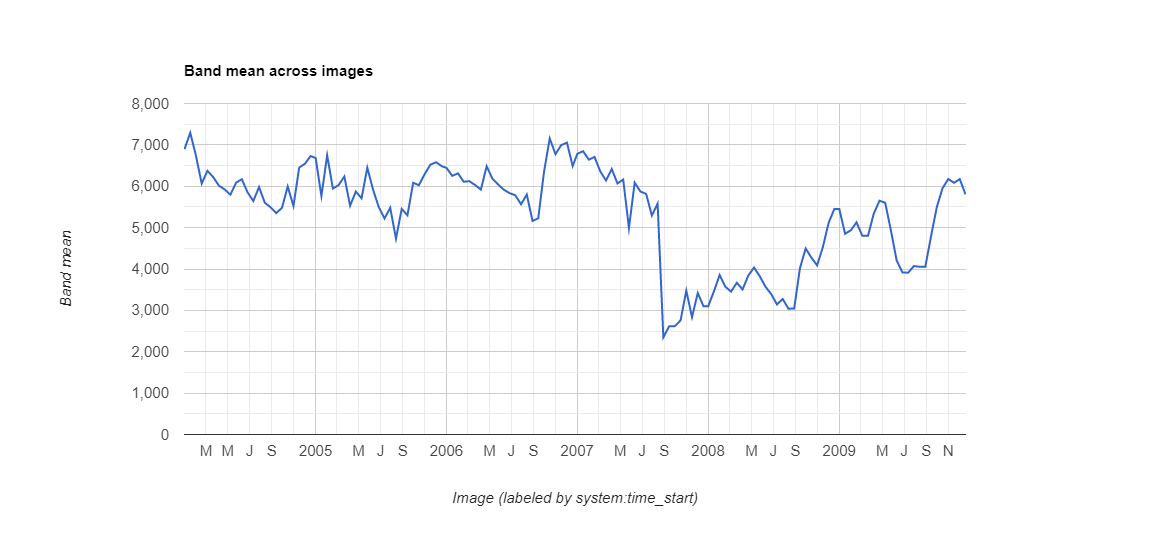 Band mean across images
8,000
7,000
6,000
5,000
4,000
3,000
2,000
1,000
0
Band mean
M M J S 2005 M J S 2006 M J S 2007 M J S 2008 M J S 2009 M J S N
Image (labeled by system:time_start)